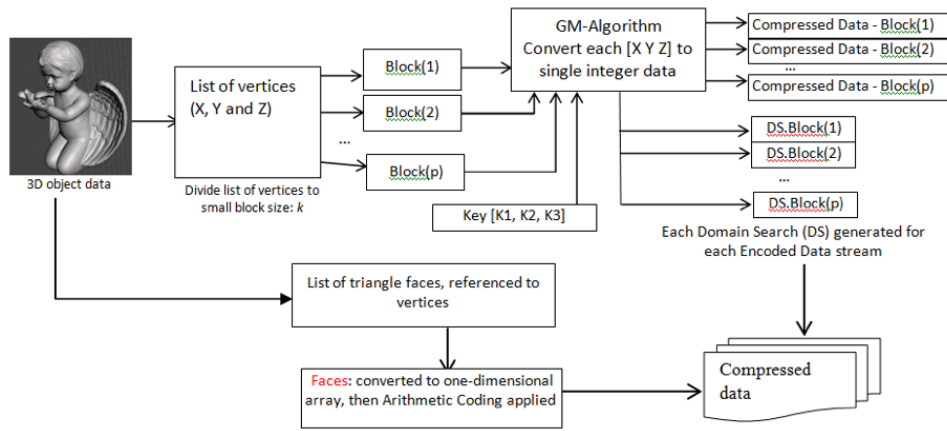 3D object data
List of vertices
(X, Y and Z)
Divide list of vertices to
small block size: k
Block(1)
Block(2)
...
Block(p)
Key [K1, K2, K3]
GM-Algorithm
Convert each [X Y Z] to
single integer data
Compressed Data - Block(1)
Compressed Data - Block(2)
...
Compressed Data - Block(p)
DS.Block(1)
DS.Block(2)
...
DS.Block(p)
Each Domain Search (DS) generated for
each Encoded Data stream
List of triangle faces, referenced to
vertices
Faces: converted to one-dimensional
array, then Arithmetic Coding applied
Compressed
data